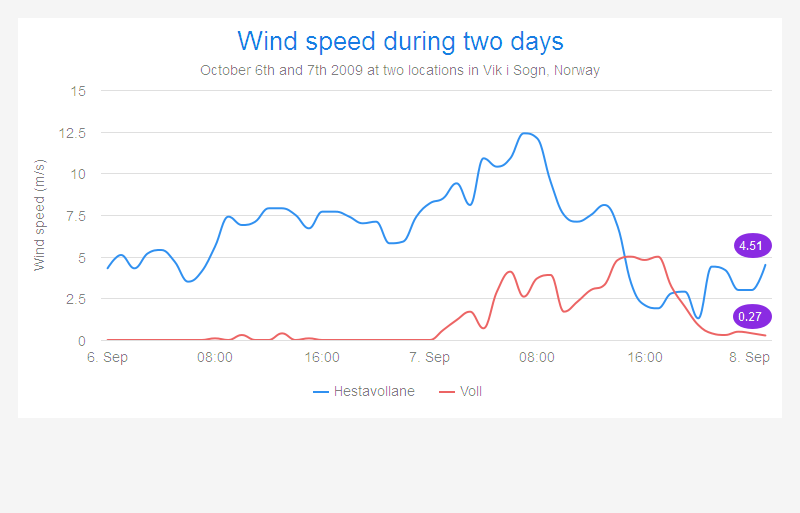 Wind speed during two days
October 6th and 7th 2009 at two locations in Vik i Sogn, Norway
Wind speed (m/s)
15
12.5
10
7.5
5
2.5
0
4.51
0.27
6. Sep 08:00 16:00 7. Sep 08:00 16:00 8. Sep
Hestavollane Voll